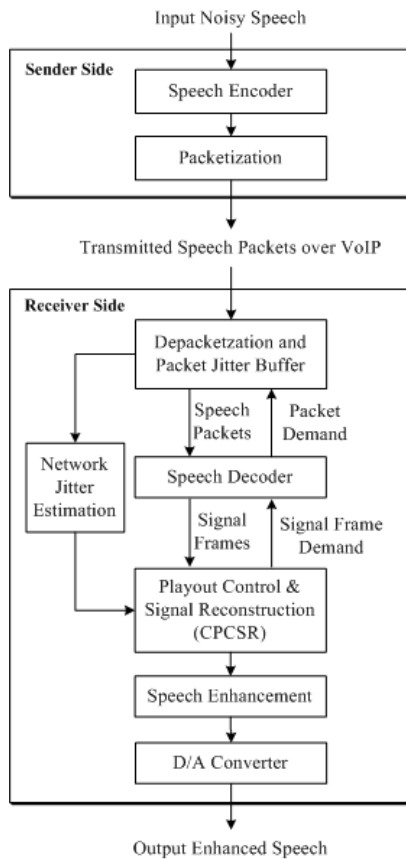 Input Noisy Speech
Sender Side
Speech Encoder
Packetization
Transmitted Speech Packets over VoIP
Receiver Side
Depacketzation and
Packet Jitter Buffer
Speech
Packets
Packet
Demand
Network
Jitter
Estimation
Speech Decoder
Signal
Frames
Signal Frame
Demand
Playout Control &
Signal Reconstruction
(CPCSR)
Speech Enhancement
D/A Converter
Output Enhanced Speech